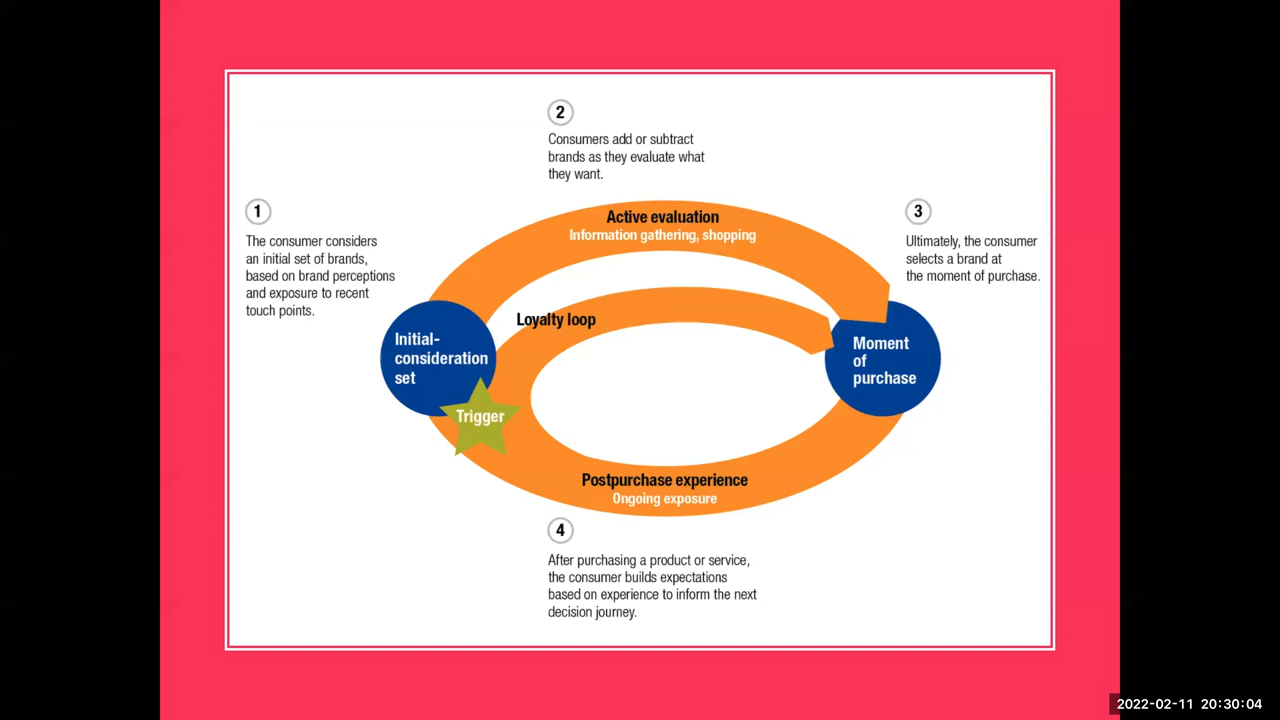 2
Consumers add or subtract
brands as they evaluate what
they want.
1
The consumer considers
an initial set of brands,
based on brand perceptions
and exposure to recent
touch points.
3
Ultimately, the consumer
selects a brand at
the moment of purchase.
Active evaluation
Information gathering, shopping
Loyalty loop
Initial-
consideration
set
Moment
of
purchase
Trigger
Postpurchase experience
Ongoing exposure
4
After purchasing a product or service,
the consumer builds expectations
based on experience to inform the next
decision journey.
2022-02-11 20:30:04